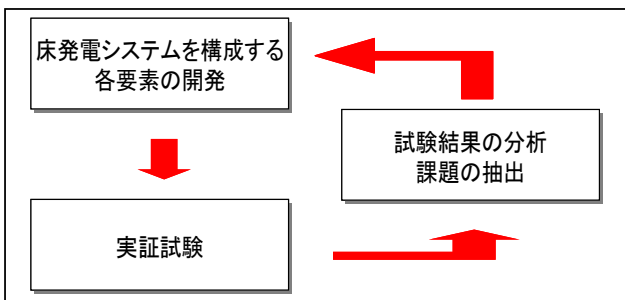 床発電システムを構成する
各要素の開発
実証試験
試験結果の分析
課題の抽出